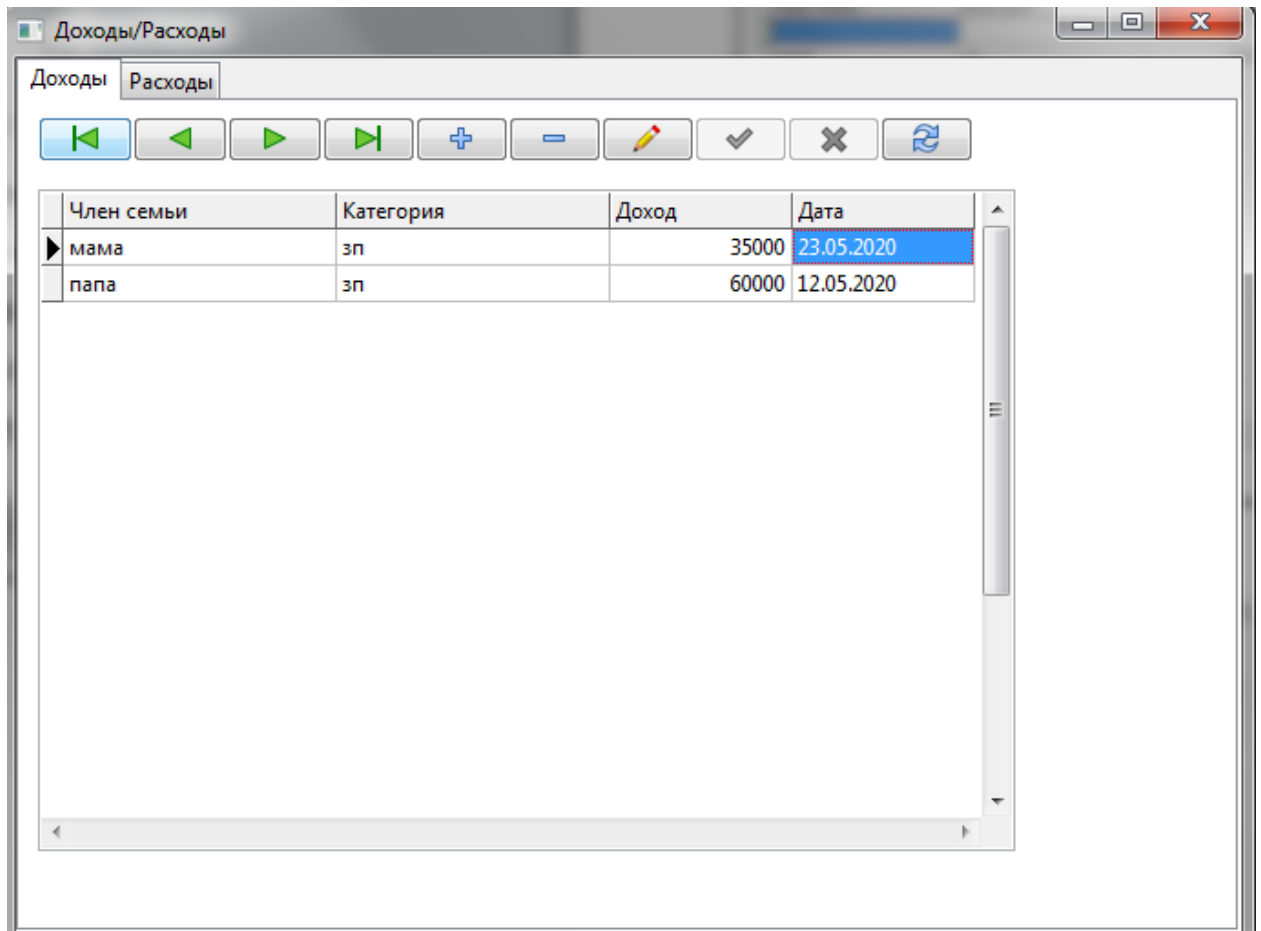 Доходы/Расходы
Доходы Расходы
Член семьи Категория Доход Дата
мама зп 35000 23.05.2020
папа зп 60000 12.05.2020